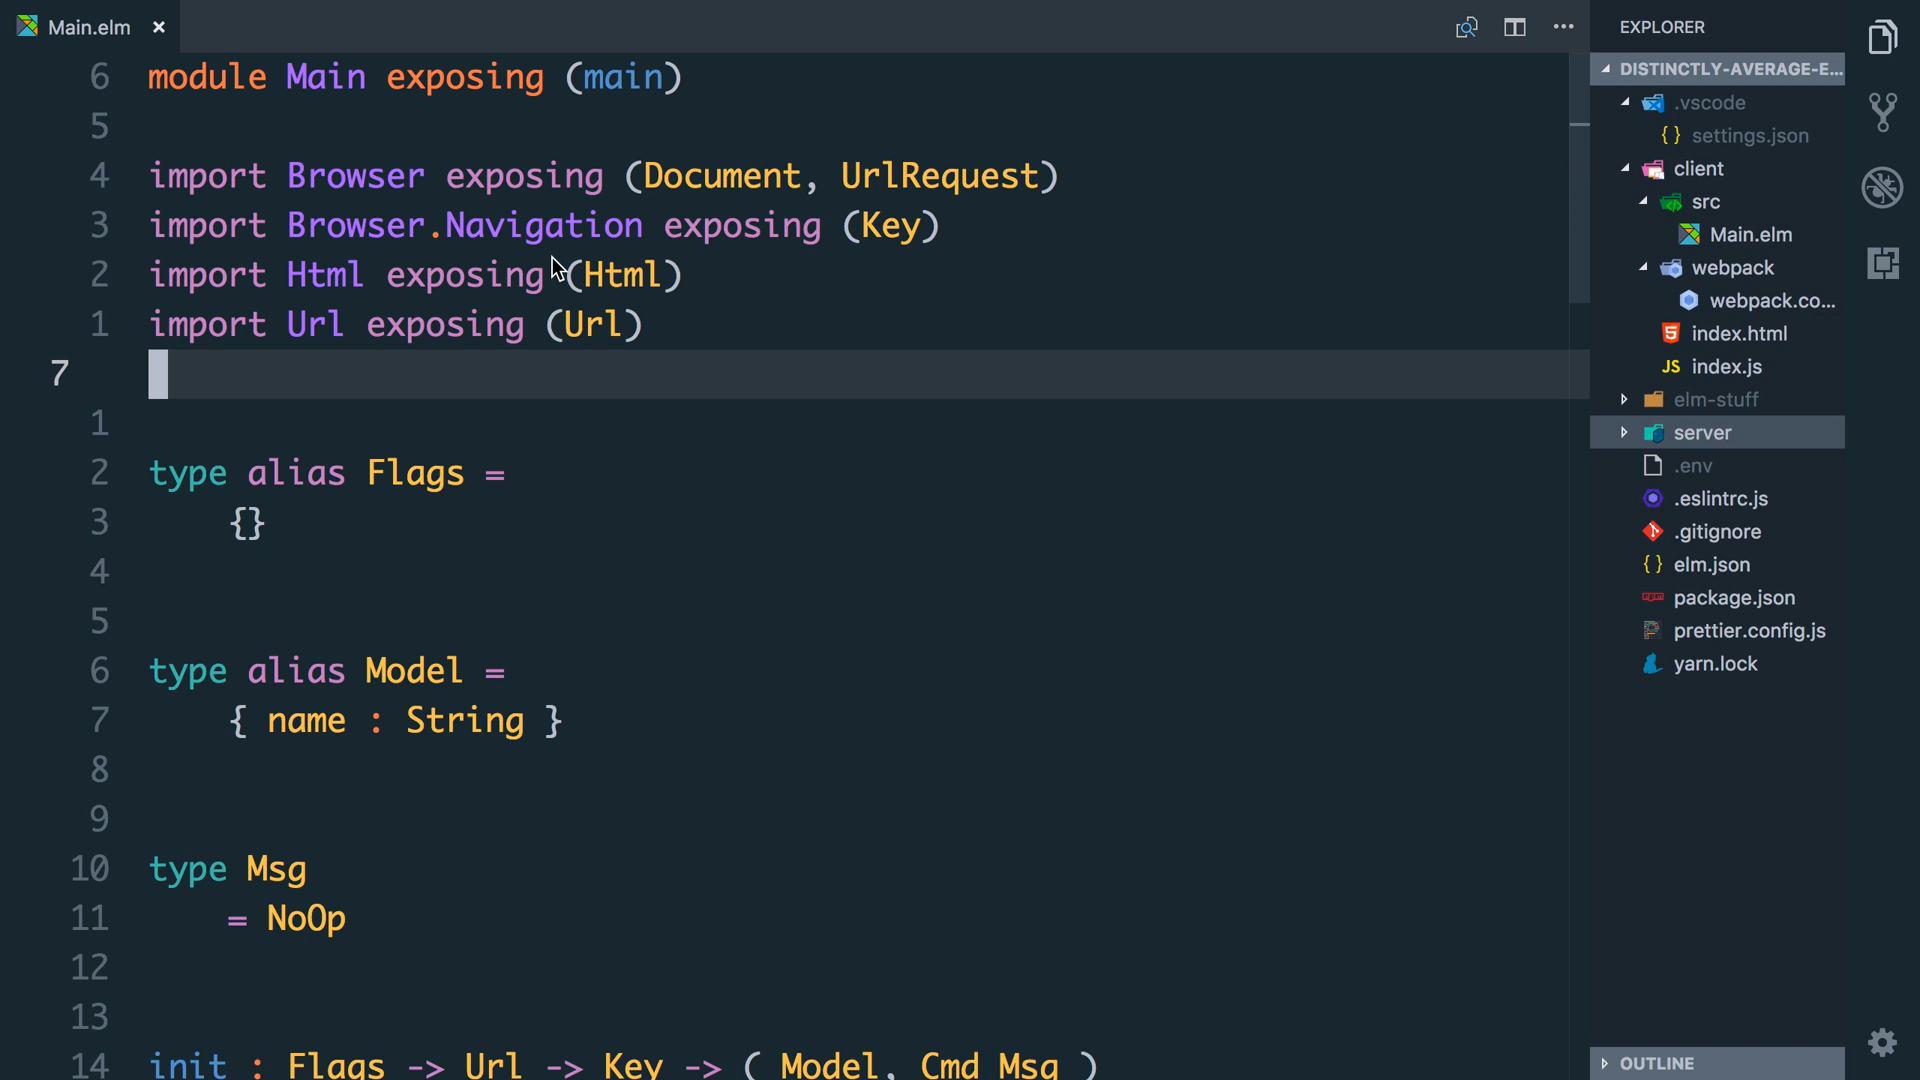 Main.elm ×
6 module Main exposing (main)
5
4 import Browser exposing (Document, UrlRequest)
3 import Browser.Navigation exposing (Key)
2 import Html exposing (Html)
1 import Url exposing (Url)
7
1
2 type alias Flags =
3 {}
4
5
6 type alias Model =
7 { name : String }
8
9
10 type Msg
11 = NoOp
12
13
14 init : Flags -> Url -> Key -> ( Model, Cmd Msg )
EXPLORER
DISTINCTLY-AVERAGE-E...
.vscode
{ } settings.json
client
src
Main.elm
webpack
webpack.co...
5 index.html
JS index.js
elm-stuff
server
.env
.eslintrc.js
.gitignore
{ } elm.json
package.json
prettier.config.js
yarn.lock
OUTLINE